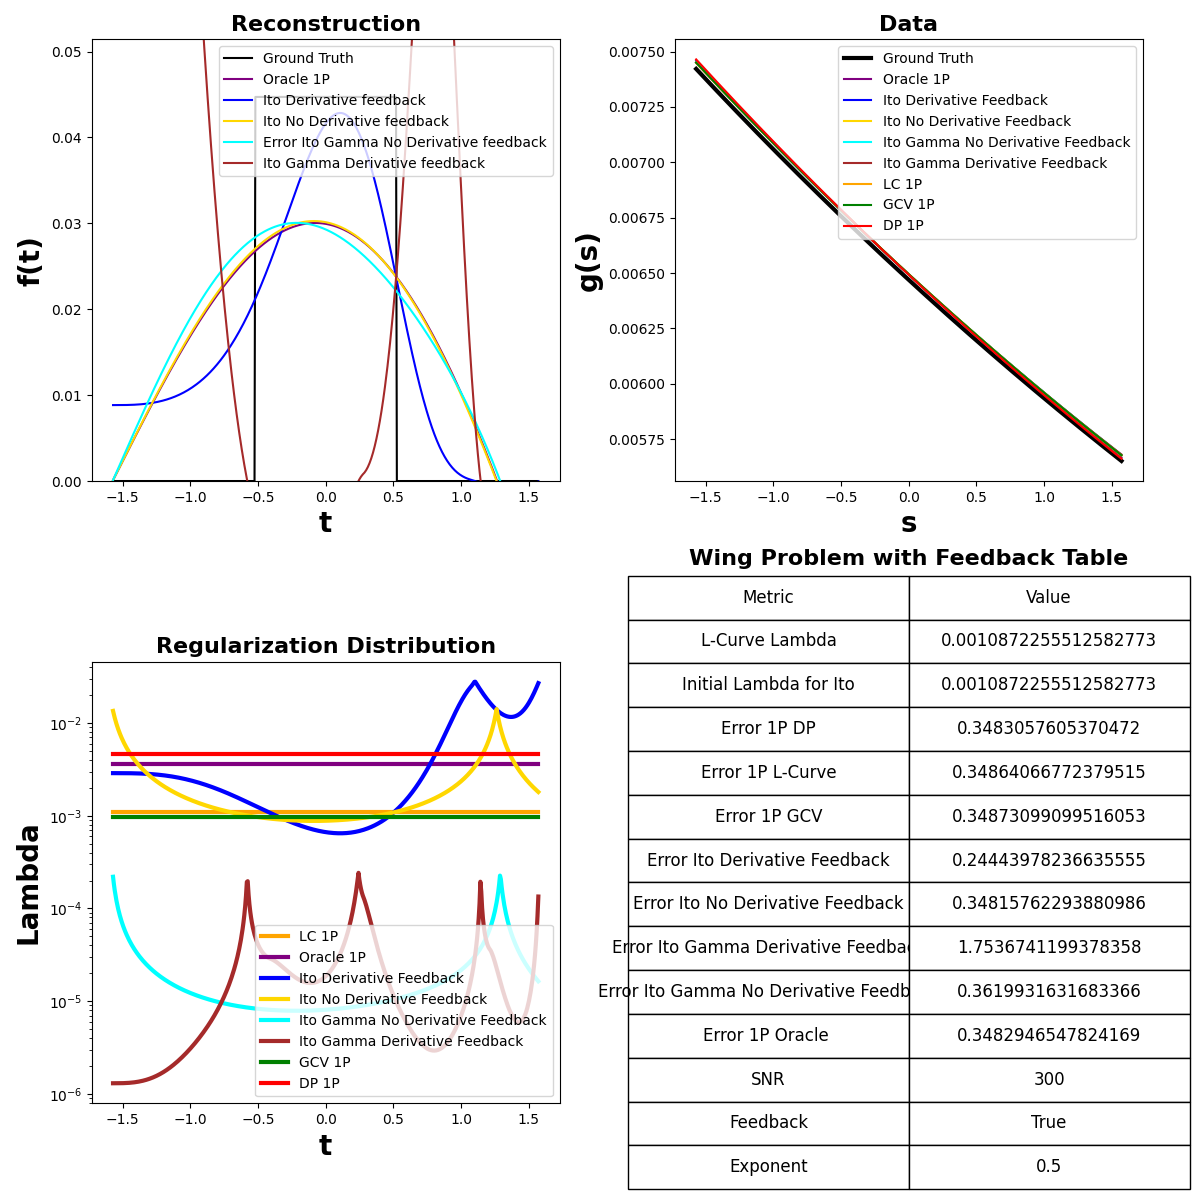 Reconstruction
f(t)
0.05
0.04
0.03
0.02
0.01
0.00
Ground Truth
Oracle 1P
Ito Derivative feedback
Ito No Derivative feedback
Error Ito Gamma No Derivative feedback
Ito Gamma Derivative feedback
−1.5 −1.0 −0.5 0.0 0.5 1.0 1.5
t
Data
g(s)
0.00750
0.00725
0.00700
0.00675
0.00650
0.00625
0.00600
0.00575
Ground Truth
Oracle 1P
Ito Derivative Feedback
Ito No Derivative Feedback
Ito Gamma No Derivative Feedback
Ito Gamma Derivative Feedback
LC 1P
GCV 1P
DP 1P
−1.5 −1.0 −0.5 0.0 0.5 1.0 1.5
s
Regularization Distribution
Lambda
10⁻²
10⁻³
10⁻⁴
10⁻⁵
10⁻⁶
LC 1P
Oracle 1P
Ito Derivative Feedback
Ito No Derivative Feedback
Ito Gamma No Derivative Feedback
Ito Gamma Derivative Feedback
GCV 1P
DP 1P
−1.5 −1.0 −0.5 0.0 0.5 1.0 1.5
t
Wing Problem with Feedback Table
Metric Value
L-Curve Lambda 0.0010872255512582773
Initial Lambda for Ito 0.0010872255512582773
Error 1P DP 0.3483057605370472
Error 1P L-Curve 0.34864066772379515
Error 1P GCV 0.34873099099516053
Error Ito Derivative Feedback 0.24443978236635555
Error Ito No Derivative Feedback 0.34815762293880986
Error Ito Gamma Derivative Feedbac 1.7536741199378358
Error Ito Gamma No Derivative Feedb 0.3619931631683366
Error 1P Oracle 0.3482946547824169
SNR 300
Feedback True
Exponent 0.5